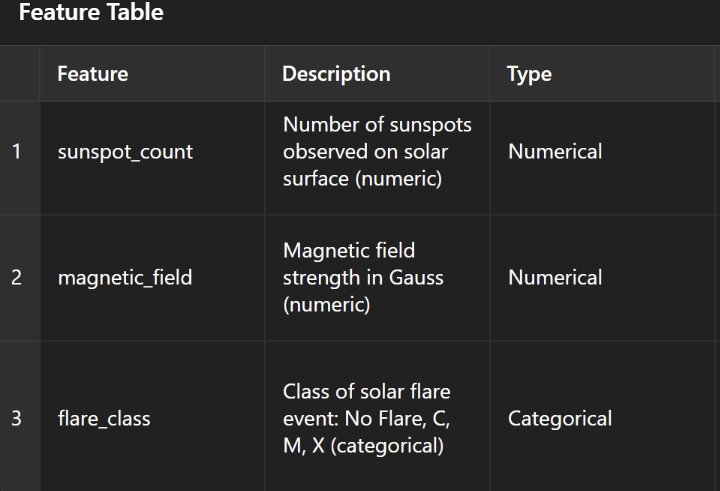 Feature Table
Feature Description Type
1 sunspot_count Number of sunspots observed on solar surface (numeric) Numerical
2 magnetic_field Magnetic field strength in Gauss (numeric) Numerical
3 flare_class Class of solar flare event: No Flare, C, M, X (categorical) Categorical